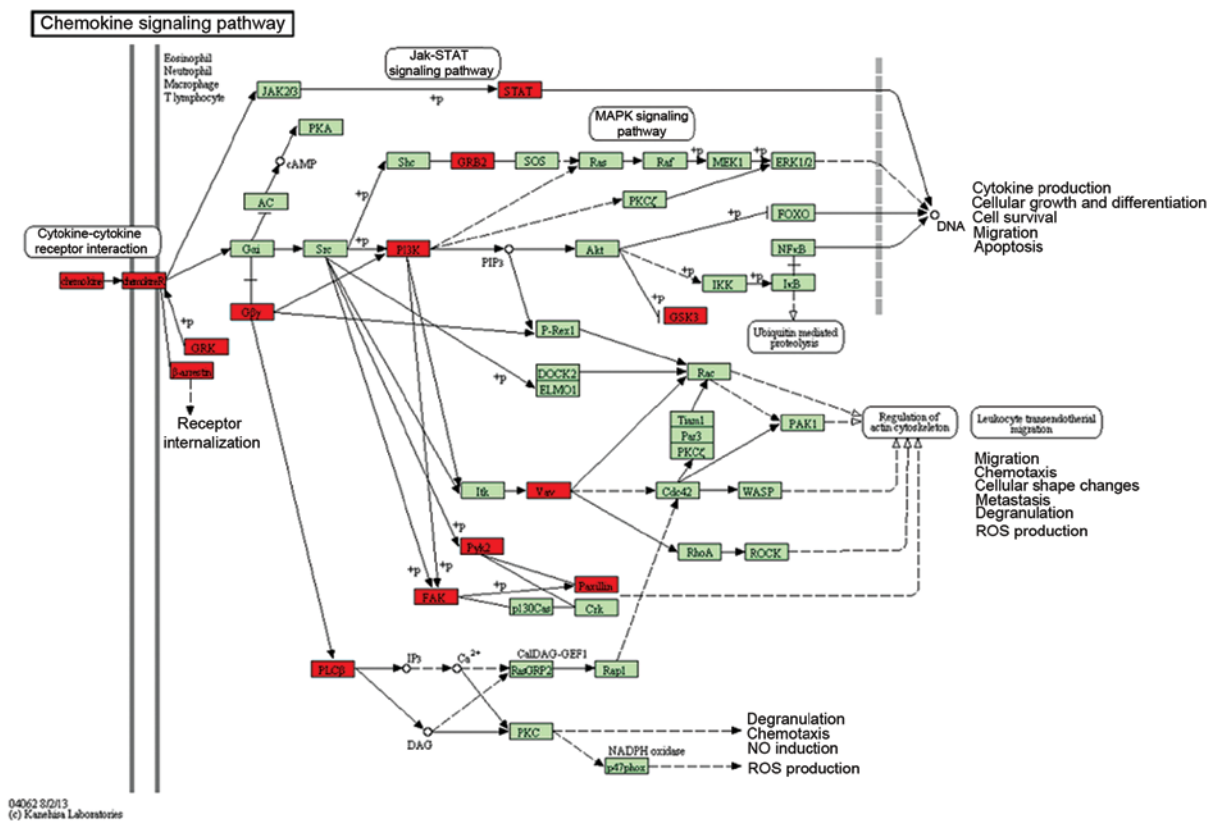 Chemokine signaling pathway
Eosinophil
Neutrophil
Macrophage
T lymphocyte
Jak-STAT
signaling pathway
JAK2/3
+p
STAT
PKA
MAPK signaling
pathway
cAMP
Shc
GRB2
SOS
Ras
Raf
+p
MEK1
+p
ERK1/2
AC
+p
PKCζ
Cytokine production
Cellular growth and differentiation
Cell survival
Migration
Apoptosis
+p
FOXO
DNA
Cytokine-cytokine
receptor interaction
Gαi
Src
+p
PI3K
PIP3
Akt
NFκB
chemokine
chemokineR
+p
IKK
+p
IκB
Gβγ
+p
GSK3
P-Rex1
Ubiquitin mediated
proteolysis
+p
GRK
β-arrestin
+p
DOCK2
ELMO1
Rac
Receptor
internalization
Tiam1
Par3
PKCζ
PAK1
Regulation of
actin cytoskeleton
Leukocyte transendothelial
migration
Migration
Chemotaxis
Cellular shape changes
Metastasis
Degranulation
ROS production
Itk
Vav
Cdc42
WASP
+p
Pyk2
RhoA
ROCK
+p
+p
+p
Paxillin
FAK
p130Cas
Crk
PLCβ
IP3
Ca2+
CalDAG-GEF1
RasGRP2
Rap1
DAG
PKC
Degranulation
Chemotaxis
NO induction
NADPH oxidase
p47phox
ROS production
04062 8/2/13
(c) Kanehisa Laboratories